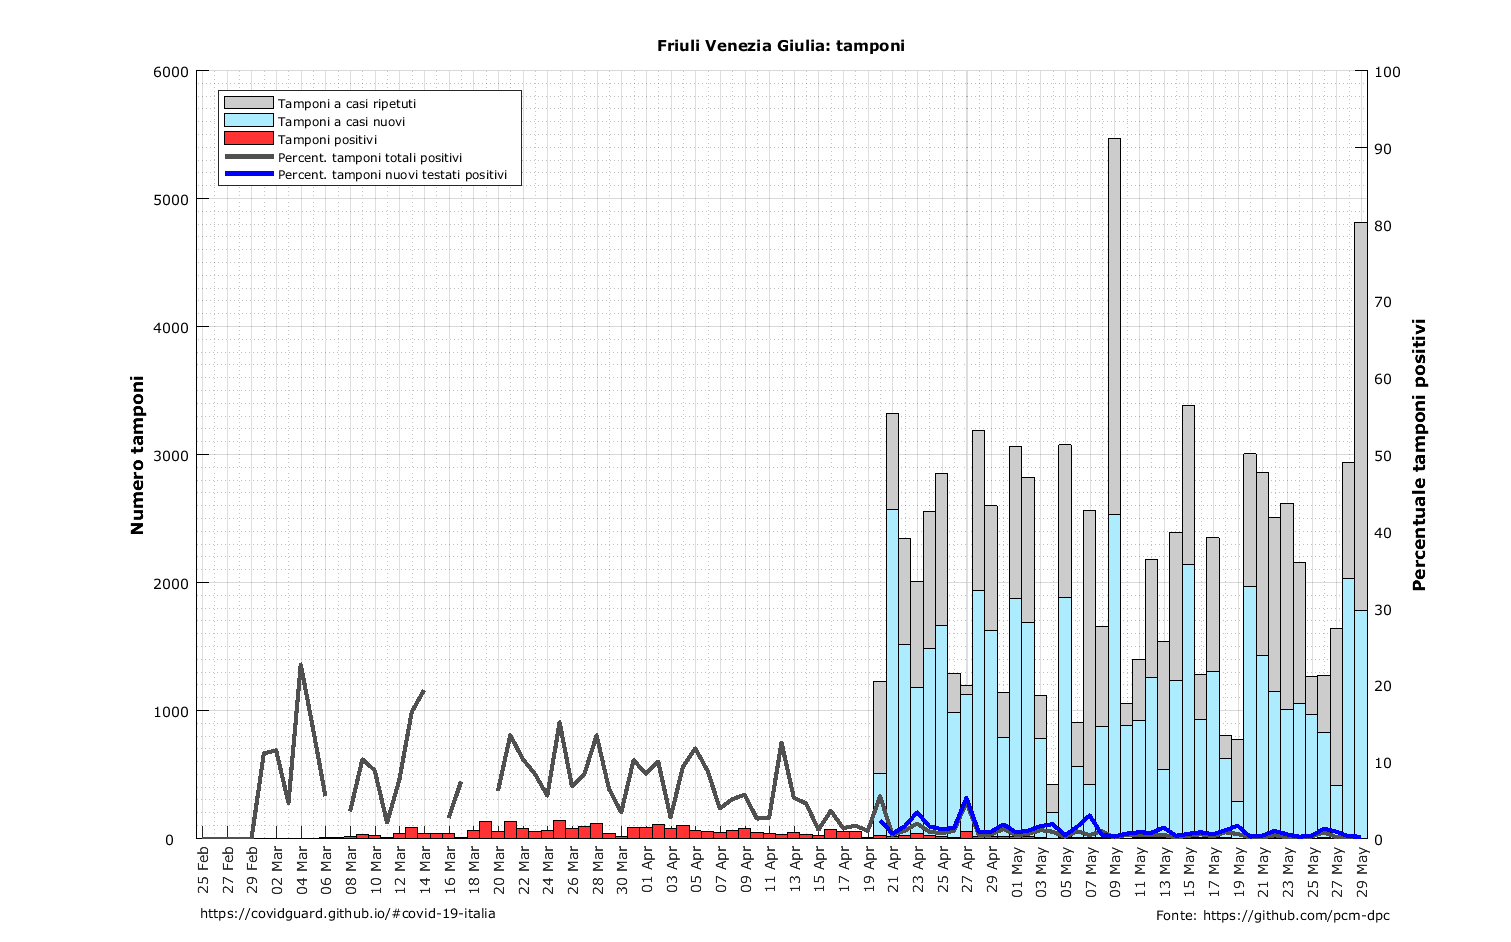 Friuli Venezia Giulia: tamponi
Tamponi a casi ripetuti
Tamponi a casi nuovi
Tamponi positivi
Percent. tamponi totali positivi
Percent. tamponi nuovi testati positivi
Numero tamponi
6000
5000
4000
3000
2000
1000
0
Percentuale tamponi positivi
100
90
80
70
60
50
40
30
20
10
0
25 Feb
27 Feb
29 Feb
02 Mar
04 Mar
06 Mar
08 Mar
10 Mar
12 Mar
14 Mar
16 Mar
18 Mar
20 Mar
22 Mar
24 Mar
26 Mar
28 Mar
30 Mar
01 Apr
03 Apr
05 Apr
07 Apr
09 Apr
11 Apr
13 Apr
15 Apr
17 Apr
19 Apr
21 Apr
23 Apr
25 Apr
27 Apr
29 Apr
01 May
03 May
05 May
07 May
09 May
11 May
13 May
15 May
17 May
19 May
21 May
23 May
25 May
27 May
29 May
https://covidguard.github.io/#covid-19-italia
Fonte: https://github.com/pcm-dpc